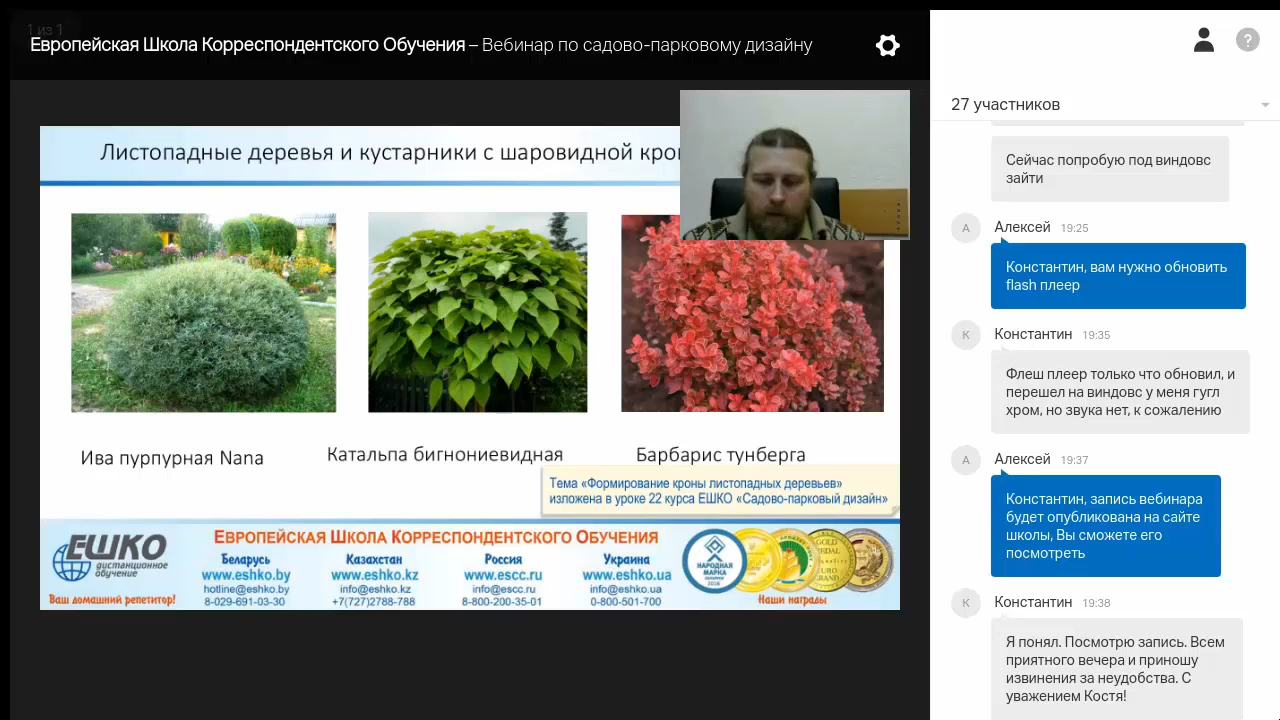 1 из 1
Европейская Школа Корреспондентского Обучения – Вебинар по садово-парковому дизайну
Листопадные деревья и кустарники с шаровидной
Ива пурпурная Nana
Катальпа бигнониевидная
Барбарис тунберга
Тема «Формирование кроны листопадных деревьев»
изложена в уроке 22 курса ЕШКО «Садово-парковый дизайн»
ЕШКО
дистанционное
обучение
Ваш домашний репетитор!
Европейская Школа Корреспондентского Обучения
Беларусь
www.eshko.by
hotline@eshko.by
8-029-691-03-30
Казахстан
www.eshko.kz
info@eshko.kz
+7(727)2788-788
Россия
www.escc.ru
info@escc.ru
8-800-200-35-01
Украина
www.eshko.ua
info@eshko.ua
0-800-501-700
НАРОДНАЯ
МАРКА
Наши награды
?
27 участников
Сейчас попробую под виндовс
зайти
А
Алексей 19:25
Константин, вам нужно обновить
flash плеер
К
Константин 19:35
Флеш плеер только что обновил, и
перешел на виндовс у меня гугл
хром, но звука нет, к сожалению
А
Алексей 19:37
Константин, запись вебинара
будет опубликована на сайте
школы, Вы сможете его
посмотреть
К
Константин 19:38
Я понял. Посмотрю запись. Всем
приятного вечера и приношу
извинения за неудобства. С
уважением Костя!